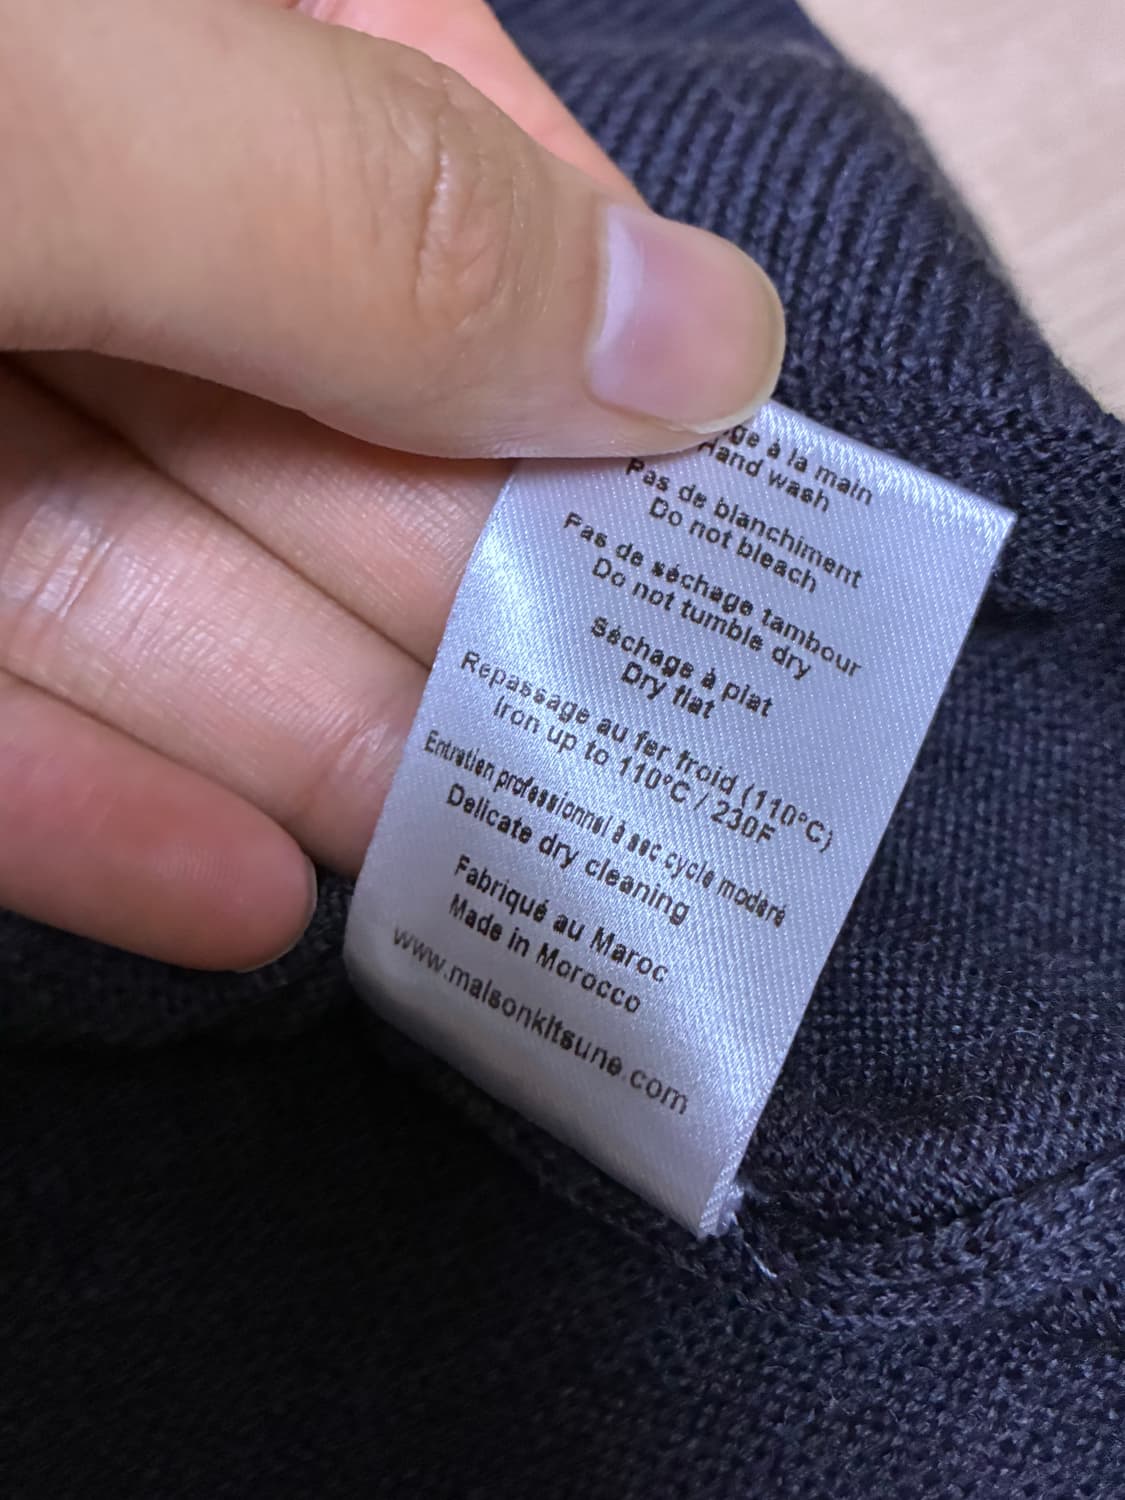 à la main
Hand wash
Pas de blanchiment
Do not bleach
Pas de séchage tambour
Do not tumble dry
Séchage à plat
Dry flat
Repassage au fer froid (110°C)
Iron up to 110°C / 230F
Entretien professionnel à sec cycle modéré
Delicate dry cleaning
Fabriqué au Maroc
Made in Morocco
www.maisonkitsune.com